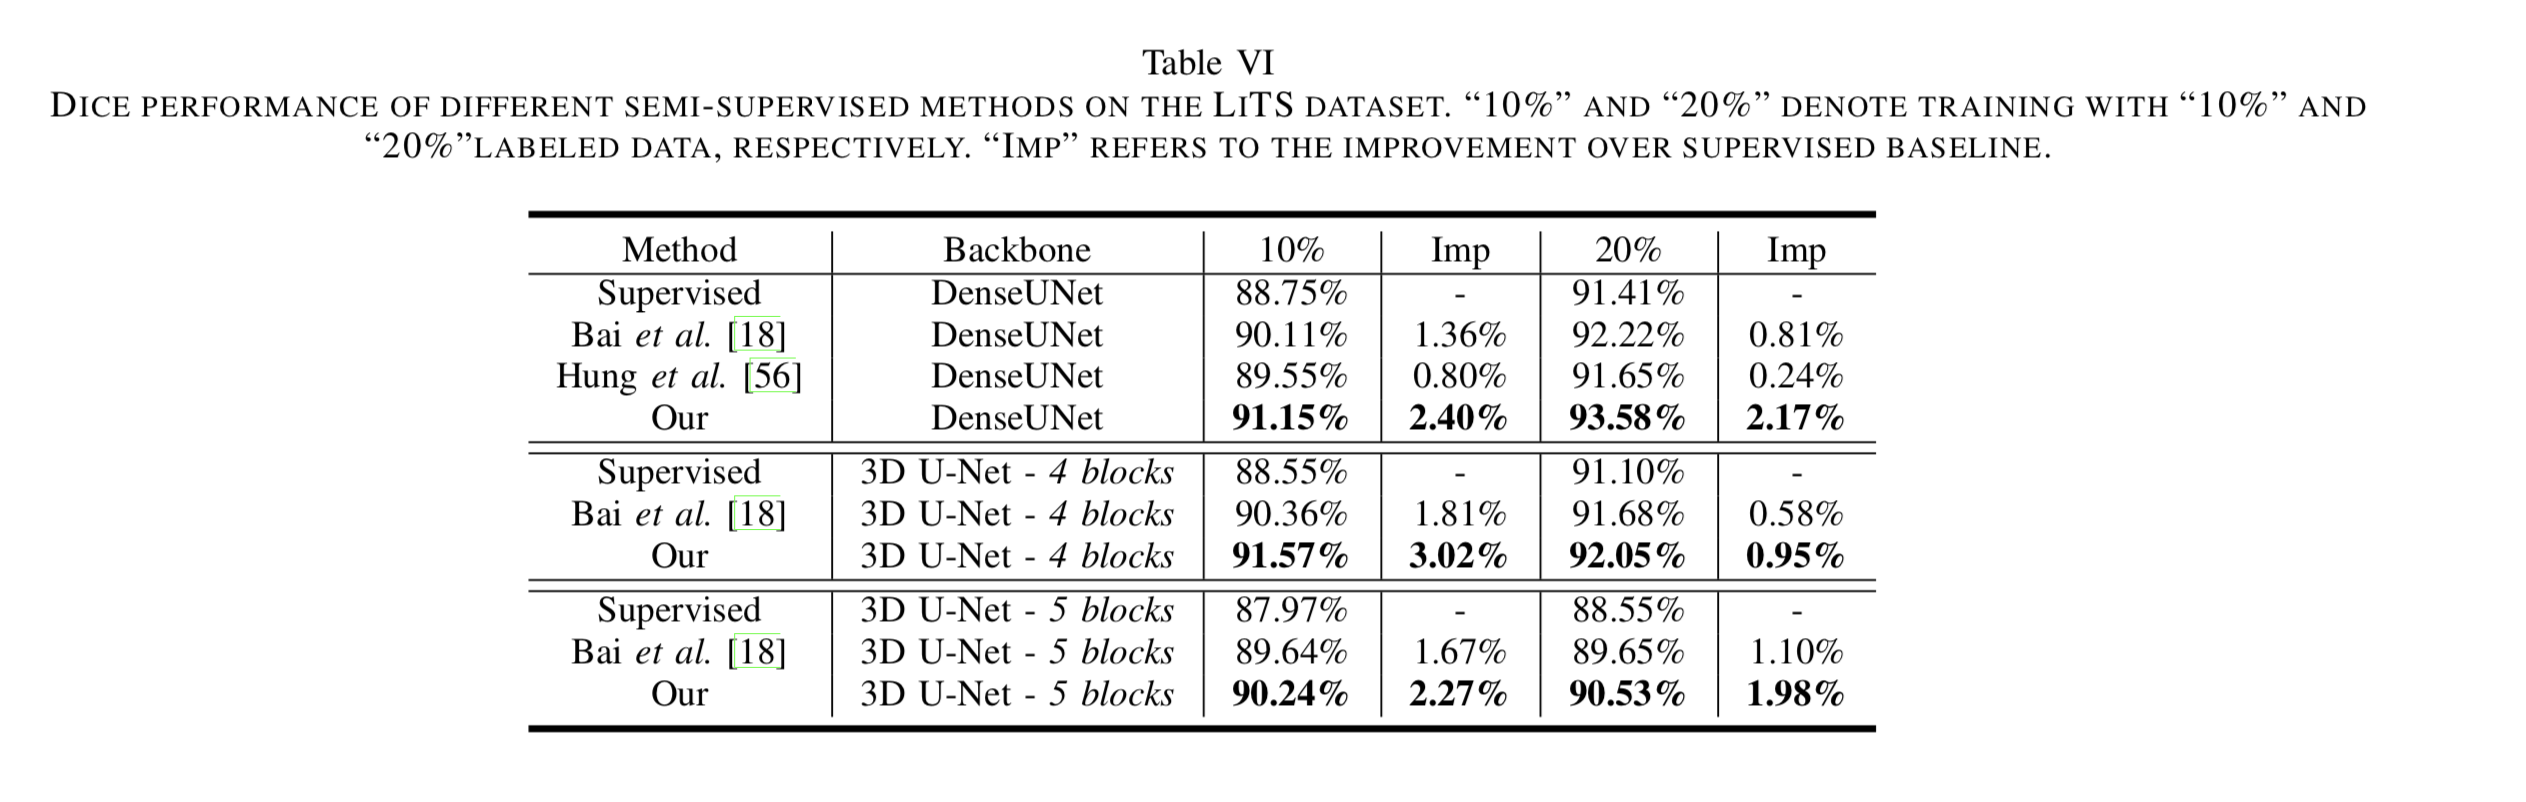 Table VI
DICE PERFORMANCE OF DIFFERENT SEMI-SUPERVISED METHODS ON THE LITS DATASET. “10%” AND “20%” DENOTE TRAINING WITH “10%” AND
“20%”LABELED DATA, RESPECTIVELY. “IMP” REFERS TO THE IMPROVEMENT OVER SUPERVISED BASELINE.
Method Backbone 10% Imp 20% Imp
Supervised DenseUNet 88.75% - 91.41% -
Bai et al. [18] DenseUNet 90.11% 1.36% 92.22% 0.81%
Hung et al. [56] DenseUNet 89.55% 0.80% 91.65% 0.24%
Our DenseUNet 91.15% 2.40% 93.58% 2.17%
Supervised 3D U-Net - 4 blocks 88.55% - 91.10% -
Bai et al. [18] 3D U-Net - 4 blocks 90.36% 1.81% 91.68% 0.58%
Our 3D U-Net - 4 blocks 91.57% 3.02% 92.05% 0.95%
Supervised 3D U-Net - 5 blocks 87.97% - 88.55% -
Bai et al. [18] 3D U-Net - 5 blocks 89.64% 1.67% 89.65% 1.10%
Our 3D U-Net - 5 blocks 90.24% 2.27% 90.53% 1.98%